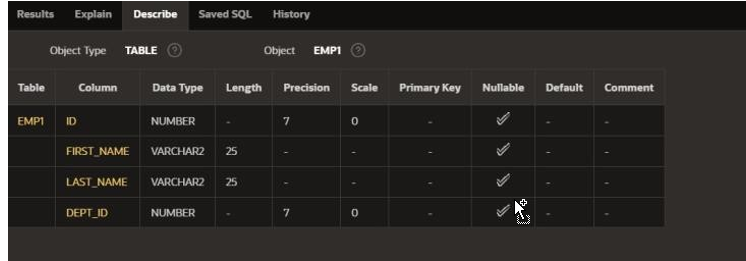 Results Explain Describe Saved SQL History
Object Type TABLE ? Object EMP1 ?
Table Column Data Type Length Precision Scale Primary Key Nullable Default Comment
EMP1 ID NUMBER - 7 0 - - -
FIRST_NAME VARCHAR2 25 - - - - -
LAST_NAME VARCHAR2 25 - - - - -
DEPT_ID NUMBER - 7 0 - - -